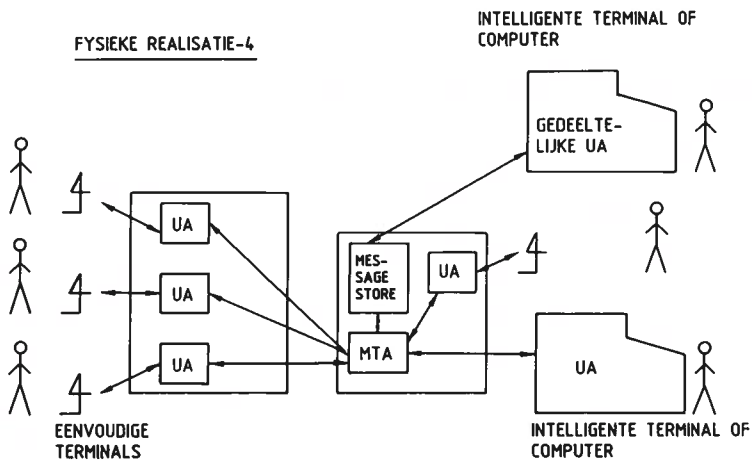 INTELLIGENTE TERMINAL OF
COMPUTER
FYSIEKE REALISATIE-4
GEDEELTE-
LIJKE UA
UA
UA
UA
MES-
SAGE
STORE
UA
MTA
UA
EENVOUDIGE
TERMINALS
INTELLIGENTE TERMINAL OF
COMPUTER